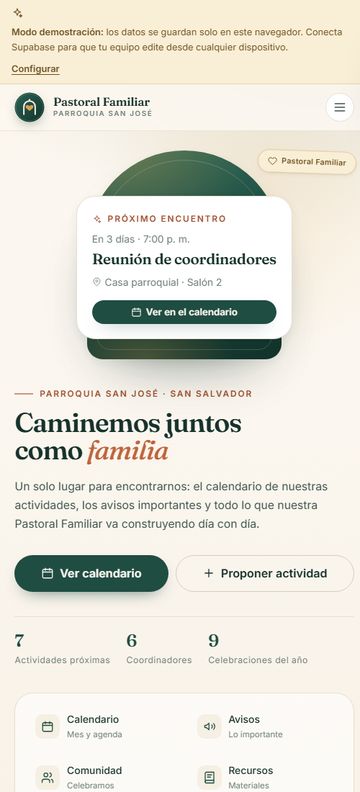 Modo demostración: los datos se guardan solo en este navegador. Conecta
Supabase para que tu equipo edite desde cualquier dispositivo.
Configurar
Pastoral Familiar
PARROQUIA SAN JOSÉ
Pastoral Familiar
PRÓXIMO ENCUENTRO
En 3 días · 7:00 p. m.
Reunión de coordinadores
Casa parroquial · Salón 2
Ver en el calendario
PARROQUIA SAN JOSÉ · SAN SALVADOR
Caminemos juntos
como familia
Un solo lugar para encontrarnos: el calendario de nuestras
actividades, los avisos importantes y todo lo que nuestra
Pastoral Familiar va construyendo día con día.
Ver calendario
Proponer actividad
7
Actividades próximas
6
Coordinadores
9
Celebraciones del año
Calendario
Mes y agenda
Avisos
Lo importante
Comunidad
Celebramos
Recursos
Materiales